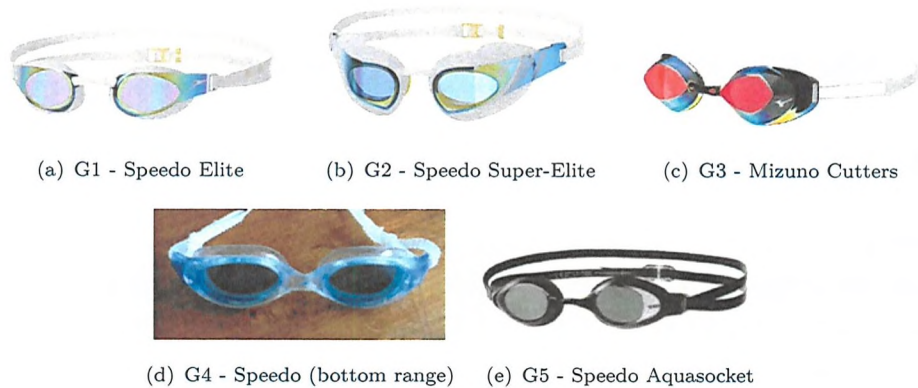 (a) G1 - Speedo Elite
(b) G2 - Speedo Super-Elite
(c) G3 - Mizuno Cutters
(d) G4 - Speedo (bottom range)
(e) G5 - Speedo Aquasocket